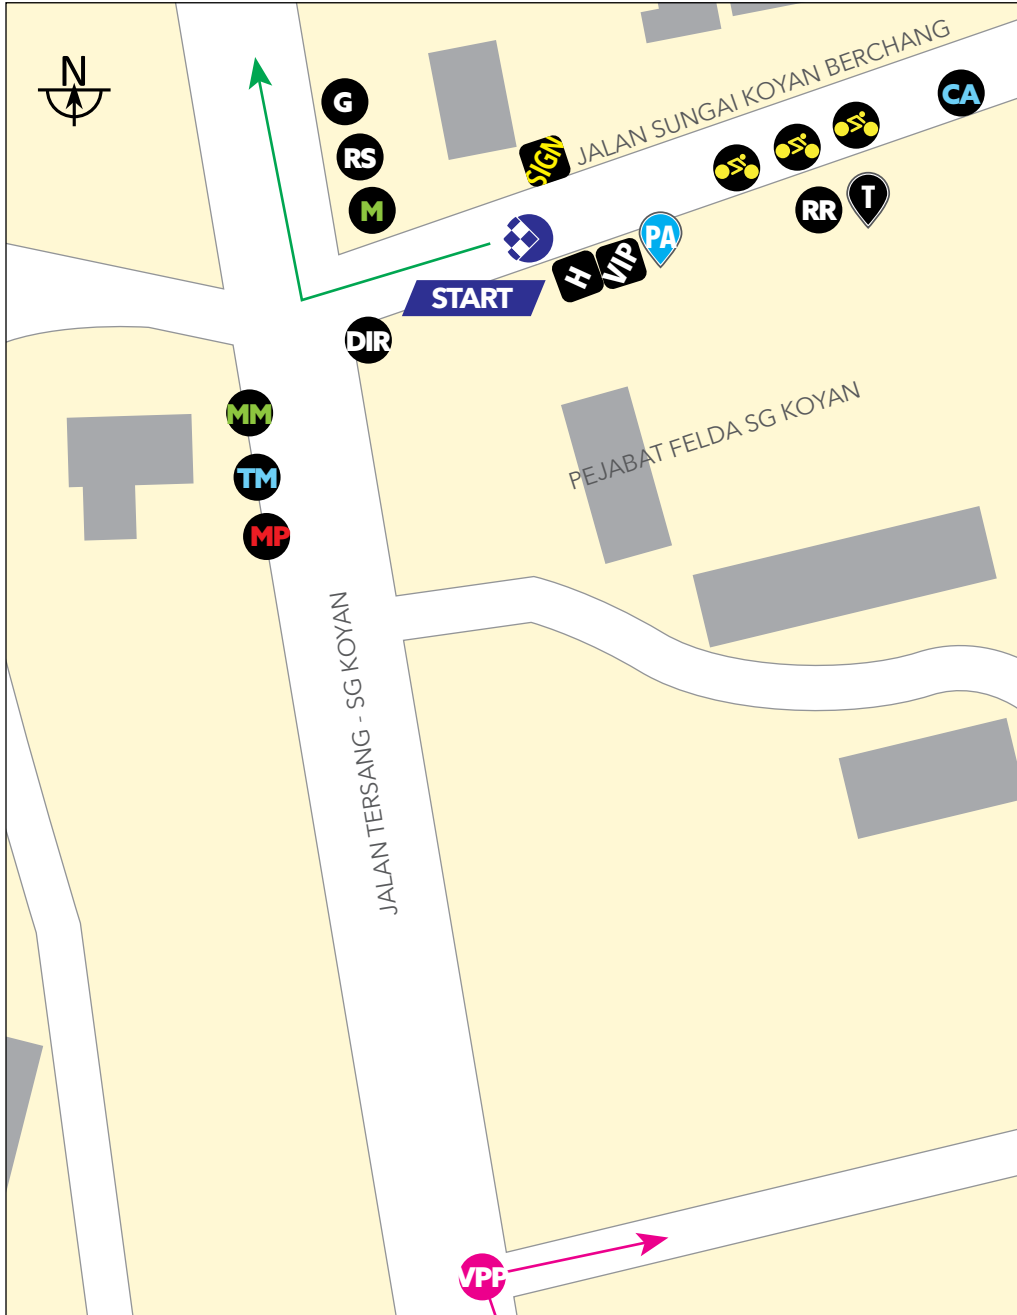 N
G
RS
M
SIGN
JALAN SUNGAI KOYAN BERCHANG
CA
RR
T
PA
VIP
H
START
DIR
MM
TM
MP
PEJABAT FELDA SG KOYAN
JALAN TERSANG - SG KOYAN
VPP